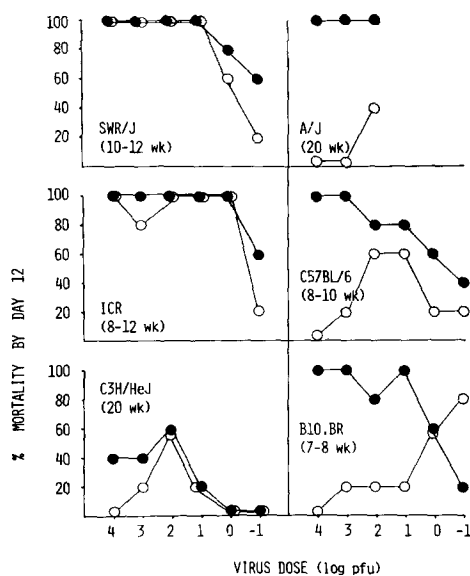 100
80
60
40
20
SWR/J
(10-12 wk)
A/J
(20 wk)
100
80
60
40
20
ICR
(8-12 wk)
C57BL/6
(8-10 wk)
100
80
60
40
20
C3H/HeJ
(20 wk)
B10.BR
(7-8 wk)
4 3 2 1 0 -1
4 3 2 1 0 -1
% MORTALITY BY DAY 12
VIRUS DOSE (log pfu)